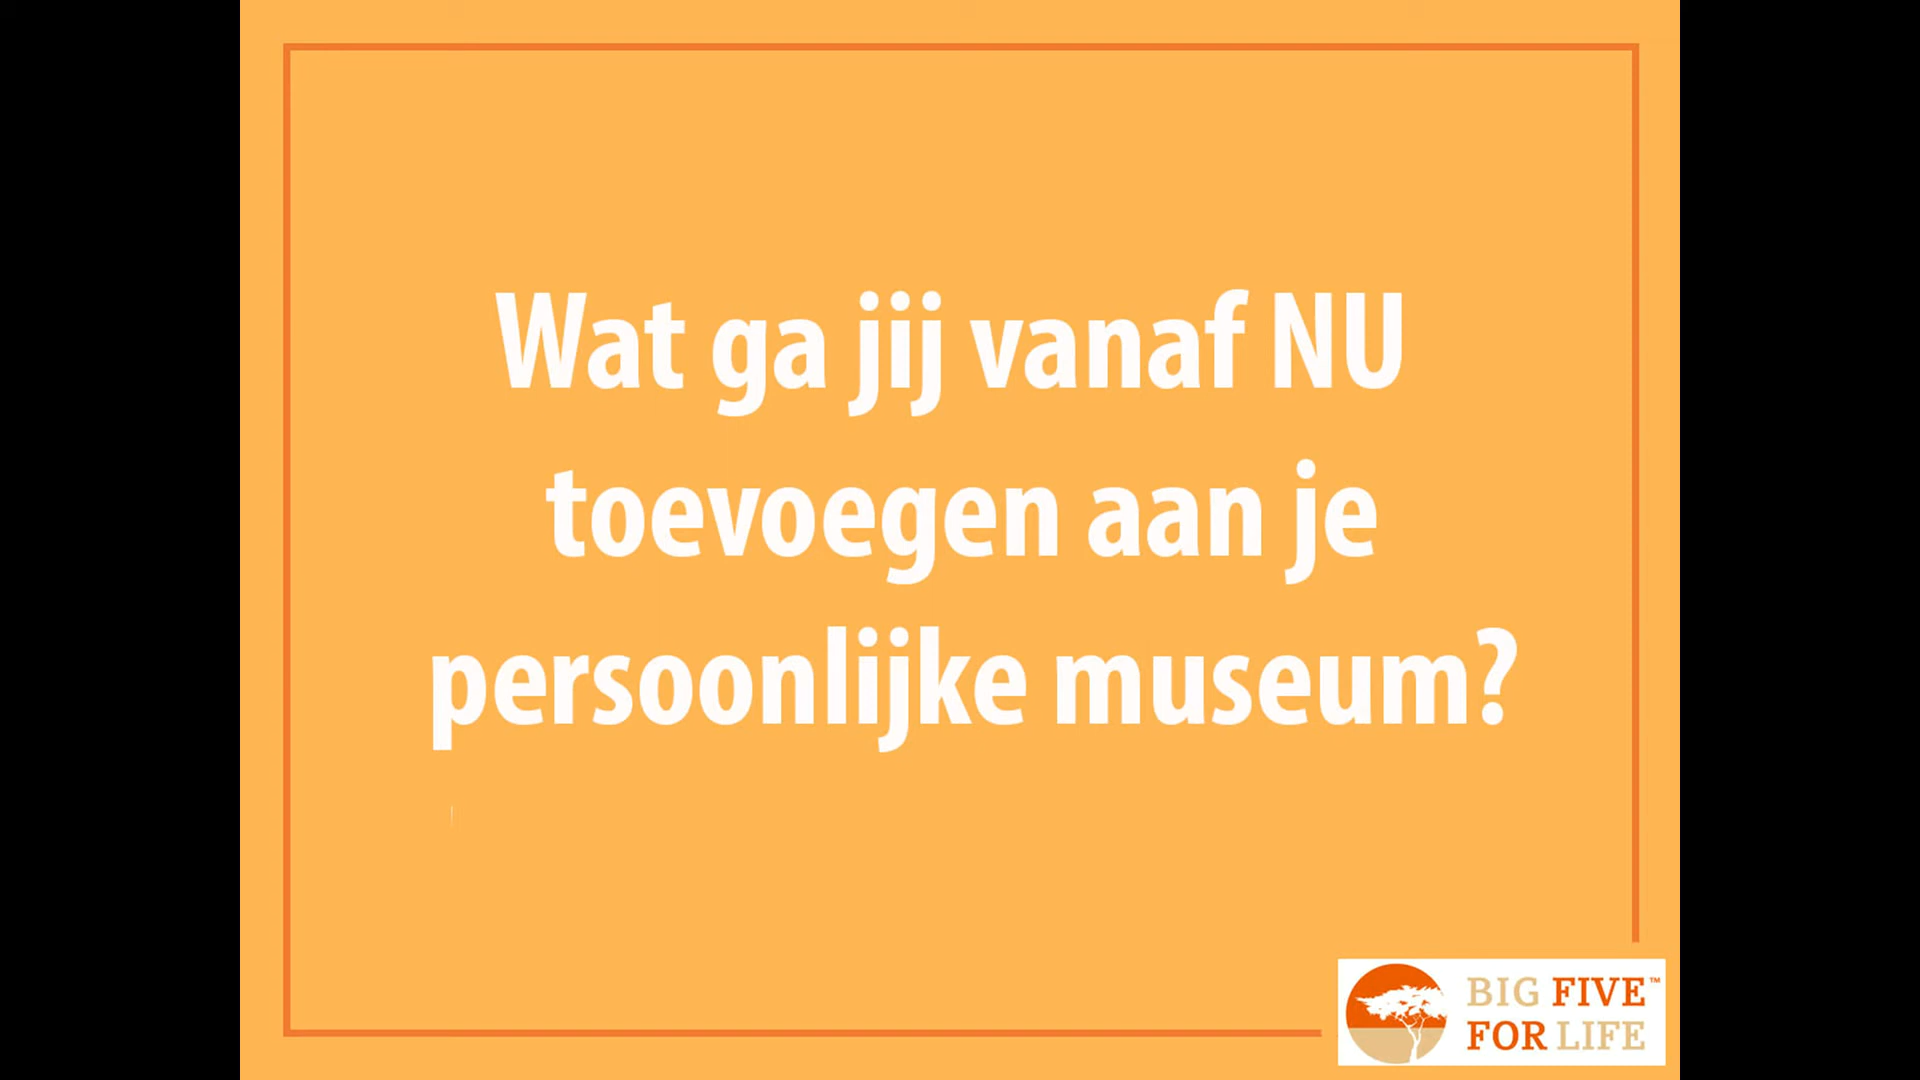 Wat ga jij vanaf NU
toevoegen aan je
persoonlijke museum?
BIG FIVE™
FOR LIFE